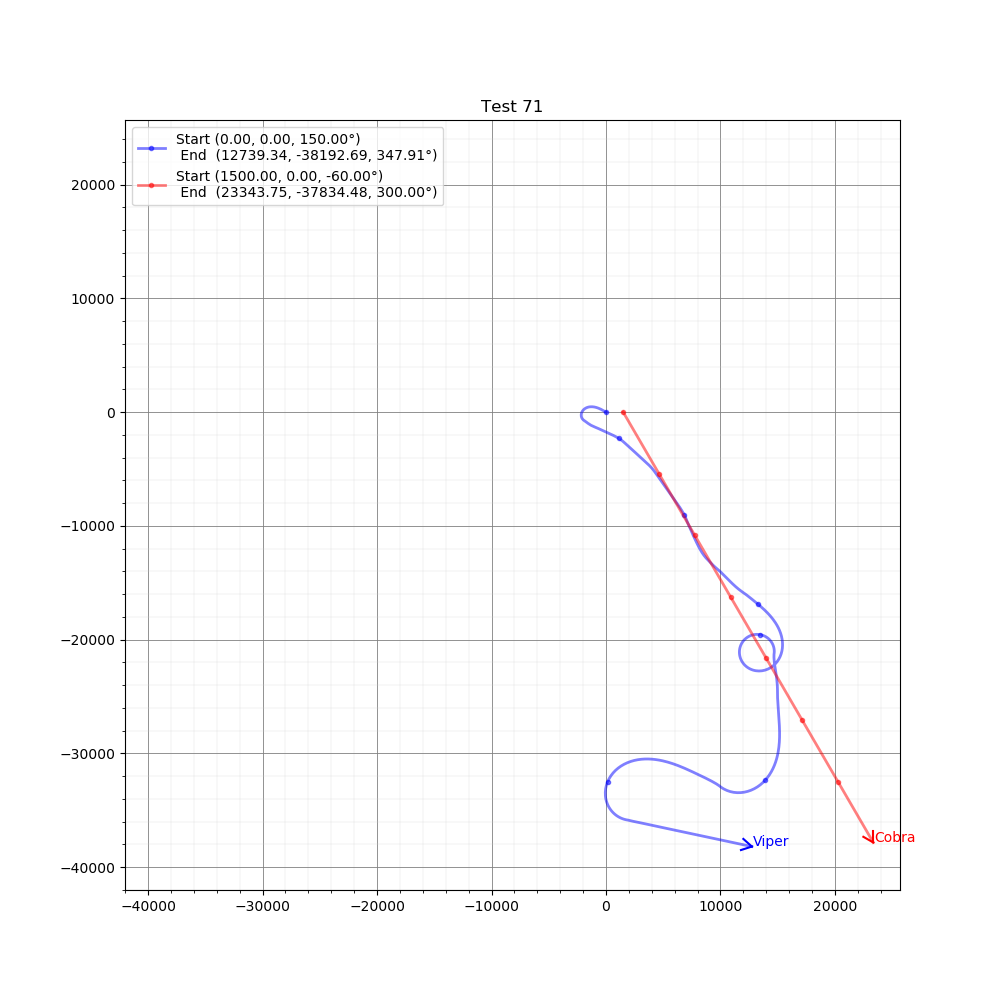 Test 71
Start (0.00, 0.00, 150.00°)
End  (12739.34, -38192.69, 347.91°)
Start (1500.00, 0.00, -60.00°)
End  (23343.75, -37834.48, 300.00°)
20000
10000
0
−10000
−20000
−30000
−40000
Viper
Cobra
−40000
−30000
−20000
−10000
0
10000
20000